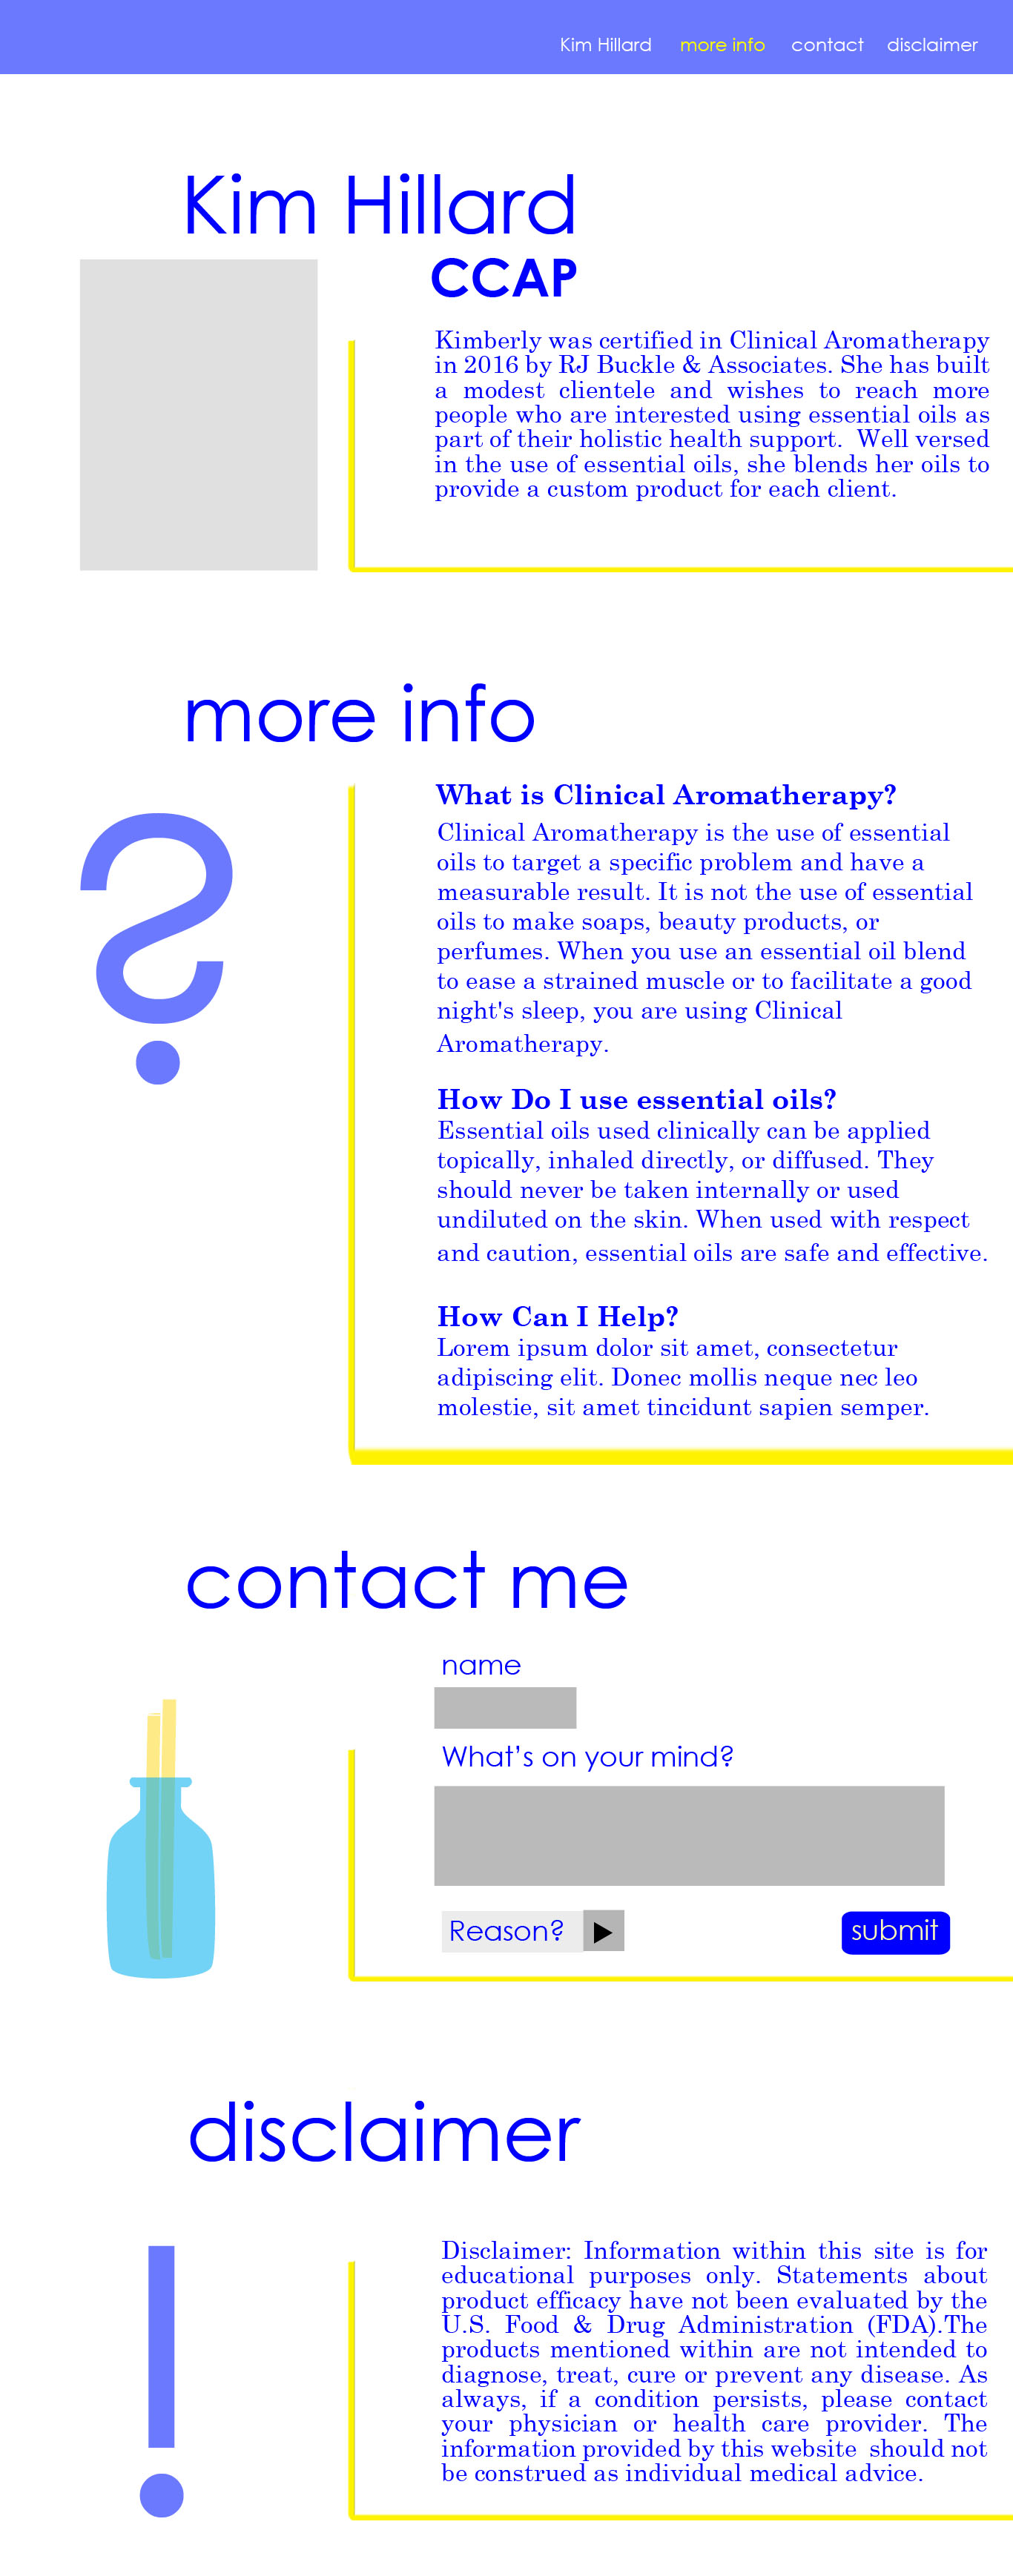 Kim Hillard more info contact disclaimer
Kim Hillard
CCAP
Kimberly was certified in Clinical Aromatherapy
in 2016 by RJ Buckle & Associates. She has built
a modest clientele and wishes to reach more
people who are interested using essential oils as
part of their holistic health support. Well versed
in the use of essential oils, she blends her oils to
provide a custom product for each client.
more info
?
What is Clinical Aromatherapy?
Clinical Aromatherapy is the use of essential
oils to target a specific problem and have a
measurable result. It is not the use of essential
oils to make soaps, beauty products, or
perfumes. When you use an essential oil blend
to ease a strained muscle or to facilitate a good
night's sleep, you are using Clinical
Aromatherapy.
How Do I use essential oils?
Essential oils used clinically can be applied
topically, inhaled directly, or diffused. They
should never be taken internally or used
undiluted on the skin. When used with respect
and caution, essential oils are safe and effective.
How Can I Help?
Lorem ipsum dolor sit amet, consectetur
adipiscing elit. Donec mollis neque nec leo
molestie, sit amet tincidunt sapien semper.
contact me
name
What’s on your mind?
Reason?
submit
disclaimer
!
Disclaimer: Information within this site is for
educational purposes only. Statements about
product efficacy have not been evaluated by the
U.S. Food & Drug Administration (FDA).The
products mentioned within are not intended to
diagnose, treat, cure or prevent any disease. As
always, if a condition persists, please contact
your physician or health care provider. The
information provided by this website should not
be construed as individual medical advice.